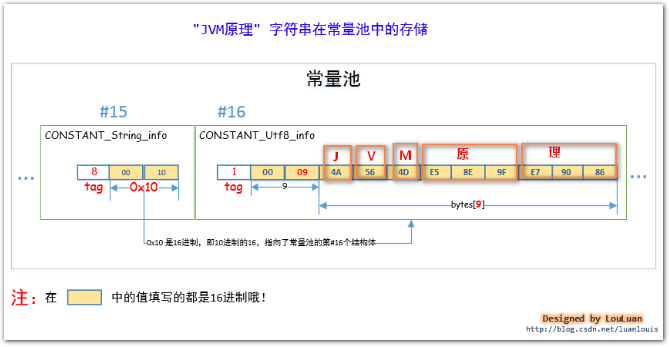 "JVM原理" 字符串在常量池中的存储
常量池
#15 #16
CONSTANT_String_info CONSTANT_Utf8_info
J V M 原 理
8 00 10 1 00 09 4A 56 4D E5 8E 9F E7 90 86
... ...
tag 0x10 tag 9
bytes[9]
0x10 是16进制，即10进制的16，指向了常量池的第#16个结构体
注：在 中的值填写的都是16进制哦！
Designed by LouLuan
http://blog.csdn.net/luanlouis